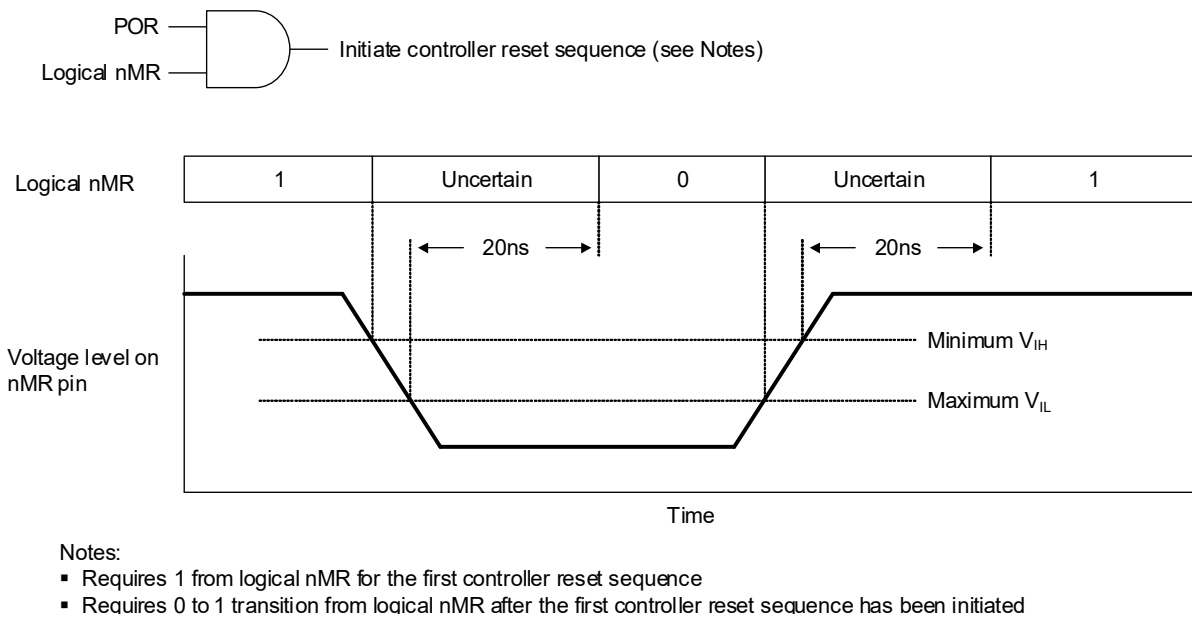 POR
Initiate controller reset sequence (see Notes)
Logical nMR
Logical nMR
1
Uncertain
0
Uncertain
1
20ns
20ns
Voltage level on
nMR pin
Minimum VIH
Maximum VIL
Time
Notes:
▪ Requires 1 from logical nMR for the first controller reset sequence
▪ Requires 0 to 1 transition from logical nMR after the first controller reset sequence has been initiated